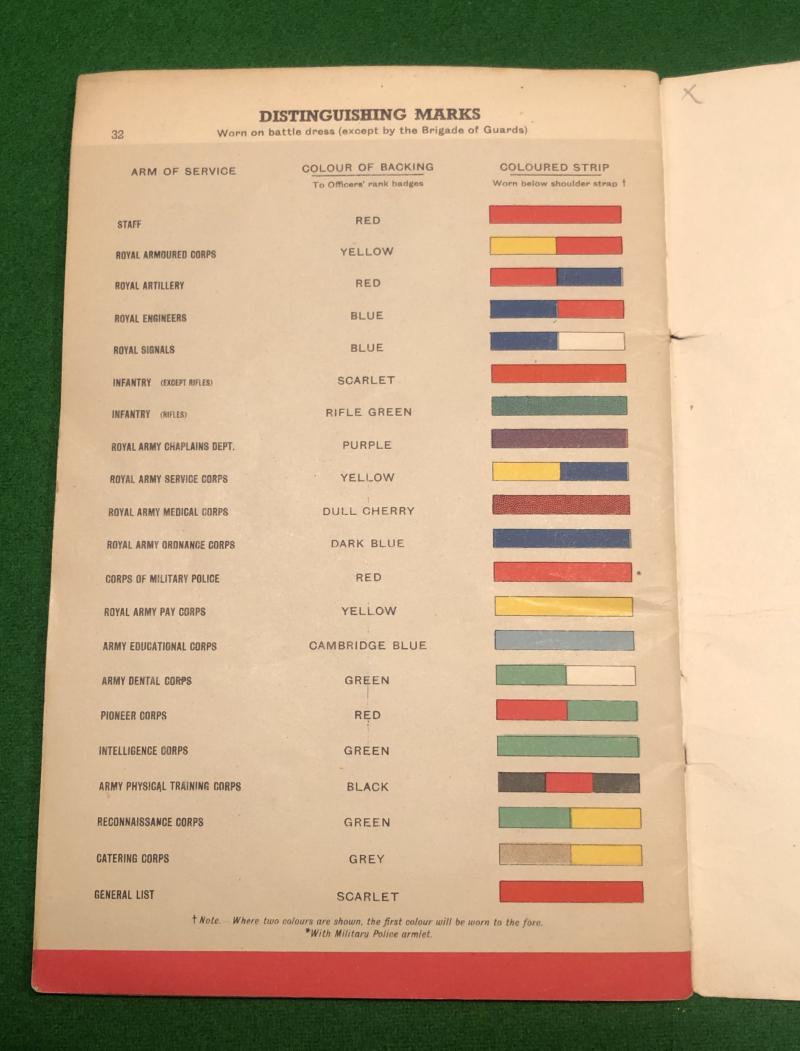 DISTINGUISHING MARKS
32
Worn on battle dress (except by the Brigade of Guards)
ARM OF SERVICE COLOUR OF BACKING COLOURED STRIP
To Officers' rank badges Worn below shoulder strap †
STAFF RED
ROYAL ARMOURED CORPS YELLOW
ROYAL ARTILLERY RED
ROYAL ENGINEERS BLUE
ROYAL SIGNALS BLUE
INFANTRY (EXCEPT RIFLES) SCARLET
INFANTRY (RIFLES) RIFLE GREEN
ROYAL ARMY CHAPLAINS DEPT. PURPLE
ROYAL ARMY SERVICE CORPS YELLOW
ROYAL ARMY MEDICAL CORPS DULL CHERRY
ROYAL ARMY ORDNANCE CORPS DARK BLUE
CORPS OF MILITARY POLICE RED *
ROYAL ARMY PAY CORPS YELLOW
ARMY EDUCATIONAL CORPS CAMBRIDGE BLUE
ARMY DENTAL CORPS GREEN
PIONEER CORPS RED
INTELLIGENCE CORPS GREEN
ARMY PHYSICAL TRAINING CORPS BLACK
RECONNAISSANCE CORPS GREEN
CATERING CORPS GREY
GENERAL LIST SCARLET
† Note. Where two colours are shown, the first colour will be worn to the fore.
*With Military Police armlet.
X